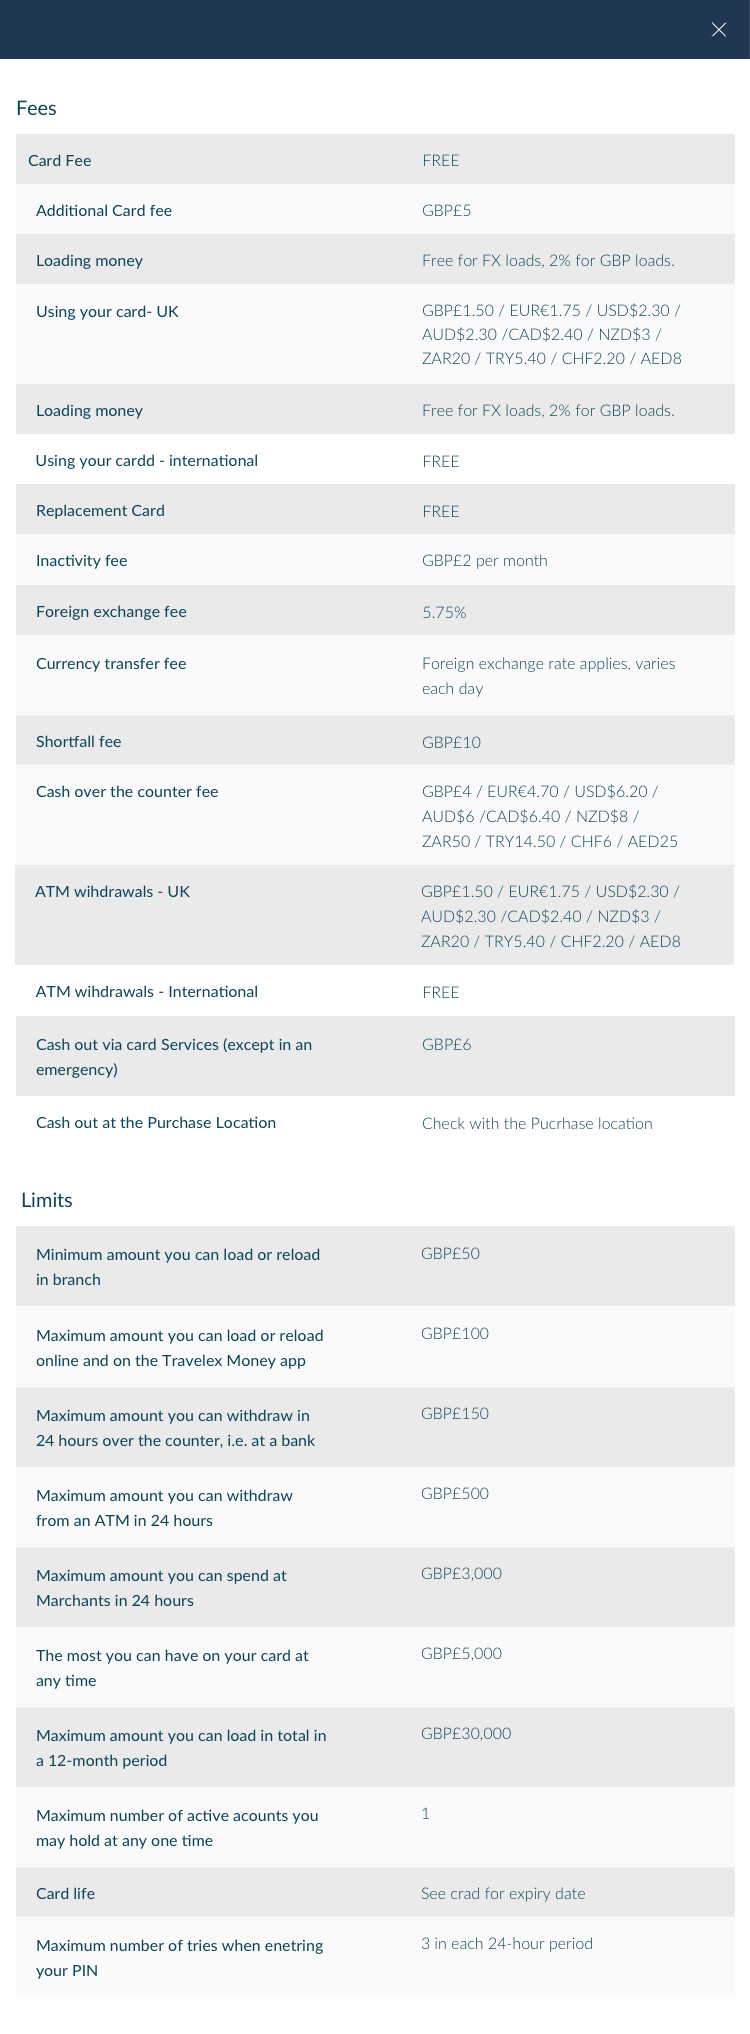 Fees
Card Fee FREE
Additional Card fee GBP£5
Loading money Free for FX loads, 2% for GBP loads.
Using your card- UK GBP£1.50 / EUR€1.75 / USD$2.30 /
AUD$2.30 /CAD$2.40 / NZD$3 /
ZAR20 / TRY5.40 / CHF2.20 / AED8
Loading money Free for FX loads, 2% for GBP loads.
Using your cardd - international FREE
Replacement Card FREE
Inactivity fee GBP£2 per month
Foreign exchange fee 5.75%
Currency transfer fee Foreign exchange rate applies, varies
each day
Shortfall fee GBP£10
Cash over the counter fee GBP£4 / EUR€4.70 / USD$6.20 /
AUD$6 /CAD$6.40 / NZD$8 /
ZAR50 / TRY14.50 / CHF6 / AED25
ATM wihdrawals - UK GBP£1.50 / EUR€1.75 / USD$2.30 /
AUD$2.30 /CAD$2.40 / NZD$3 /
ZAR20 / TRY5.40 / CHF2.20 / AED8
ATM wihdrawals - International FREE
Cash out via card Services (except in an GBP£6
emergency)
Cash out at the Purchase Location Check with the Pucrhase location
Limits
Minimum amount you can load or reload GBP£50
in branch
Maximum amount you can load or reload GBP£100
online and on the Travelex Money app
Maximum amount you can withdraw in GBP£150
24 hours over the counter, i.e. at a bank
Maximum amount you can withdraw GBP£500
from an ATM in 24 hours
Maximum amount you can spend at GBP£3,000
Marchants in 24 hours
The most you can have on your card at GBP£5,000
any time
Maximum amount you can load in total in GBP£30,000
a 12-month period
Maximum number of active acounts you 1
may hold at any one time
Card life See crad for expiry date
Maximum number of tries when enetring 3 in each 24-hour period
your PIN